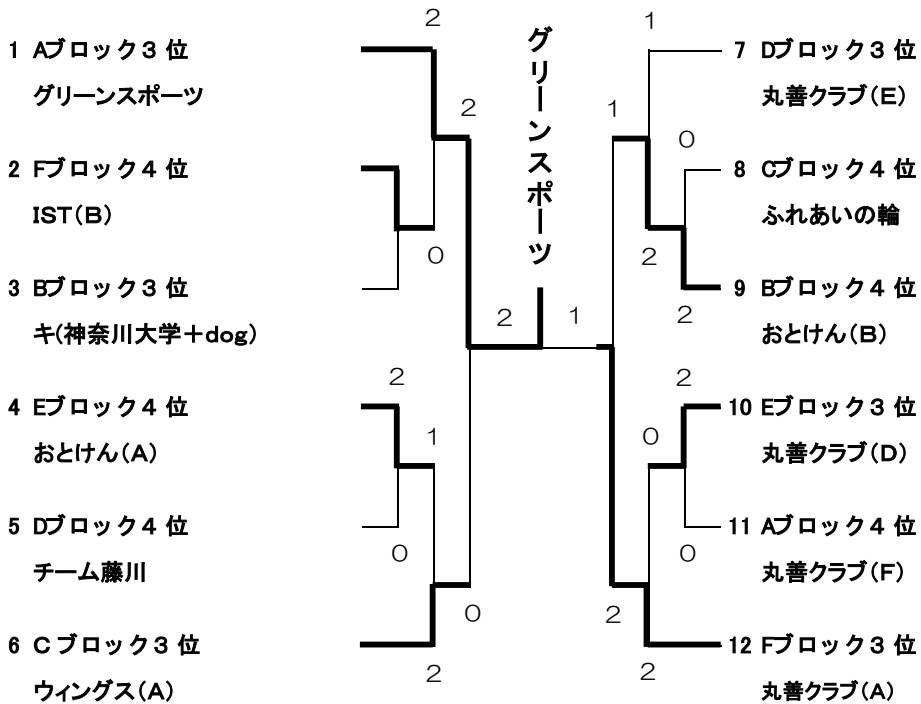 グリーンスポーツ
1 Aブロック3位
グリーンスポーツ
2 Fブロック4位
IST(B)
3 Bブロック3位
キ(神奈川大学+dog)
4 Eブロック4位
おとけん(A)
5 Dブロック4位
チーム藤川
6 Cブロック3位
ウィングス(A)
2
2
0
2
1
0
0
2
2
1
1
1
0
2
2
2
0
0
2
2
7 Dブロック3位
丸善クラブ(E)
8 Cブロック4位
ふれあいの輪
9 Bブロック4位
おとけん(B)
10 Eブロック3位
丸善クラブ(D)
11 Aブロック4位
丸善クラブ(F)
12 Fブロック3位
丸善クラブ(A)